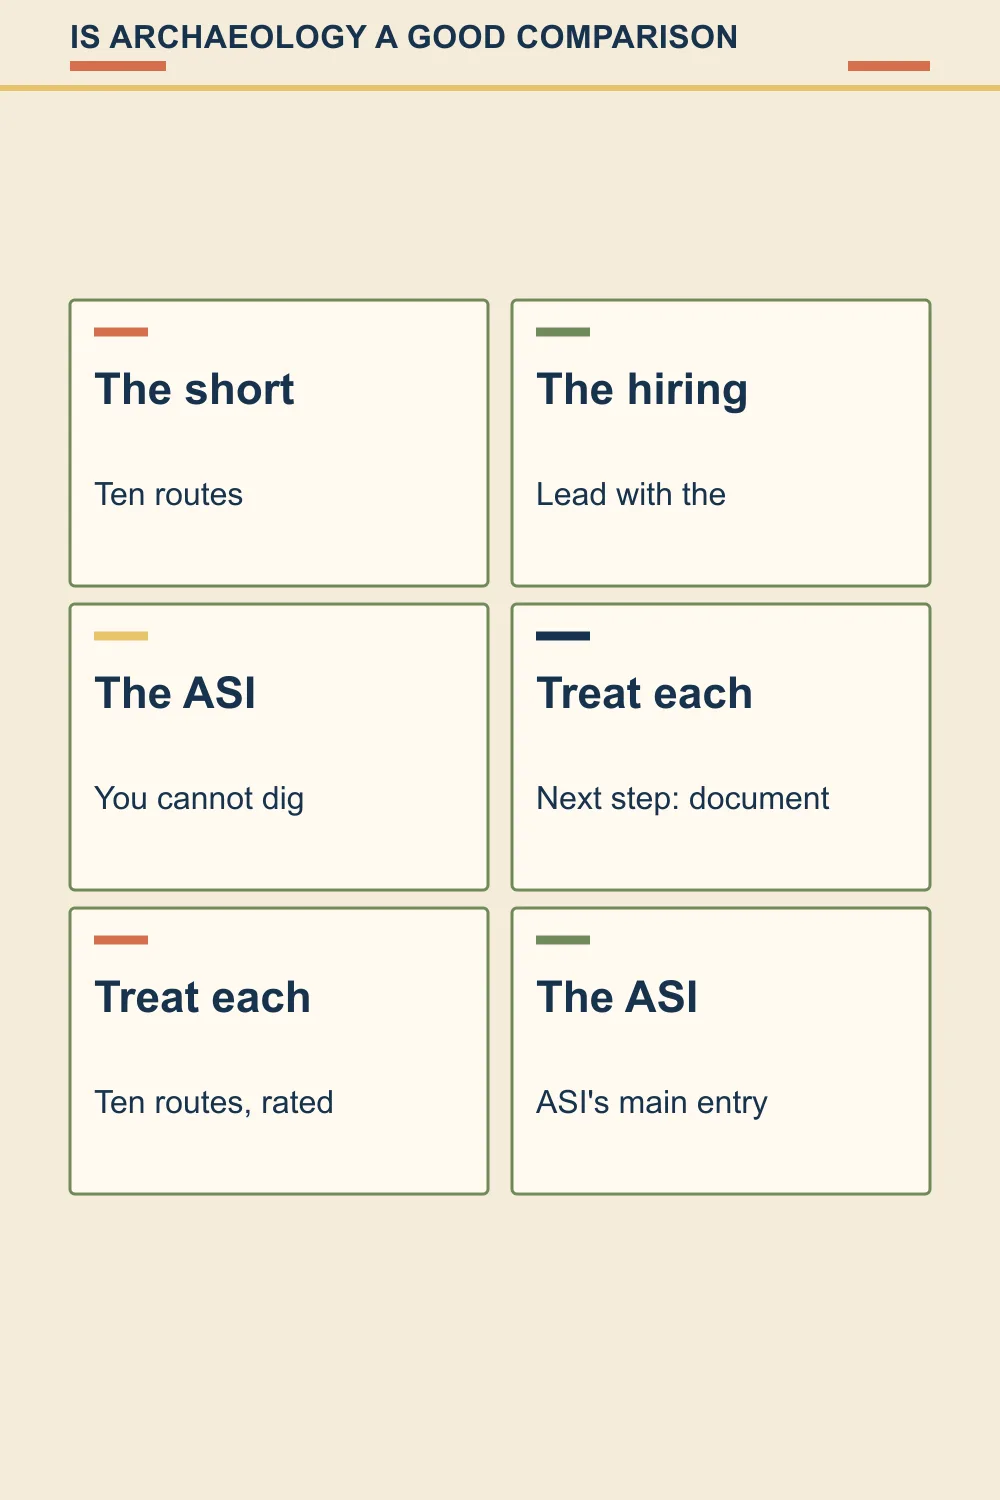 IS ARCHAEOLOGY A GOOD COMPARISON
The short
Ten routes
The hiring
Lead with the
The ASI
You cannot dig
Treat each
Next step: document
Treat each
Ten routes, rated
The ASI
ASI's main entry